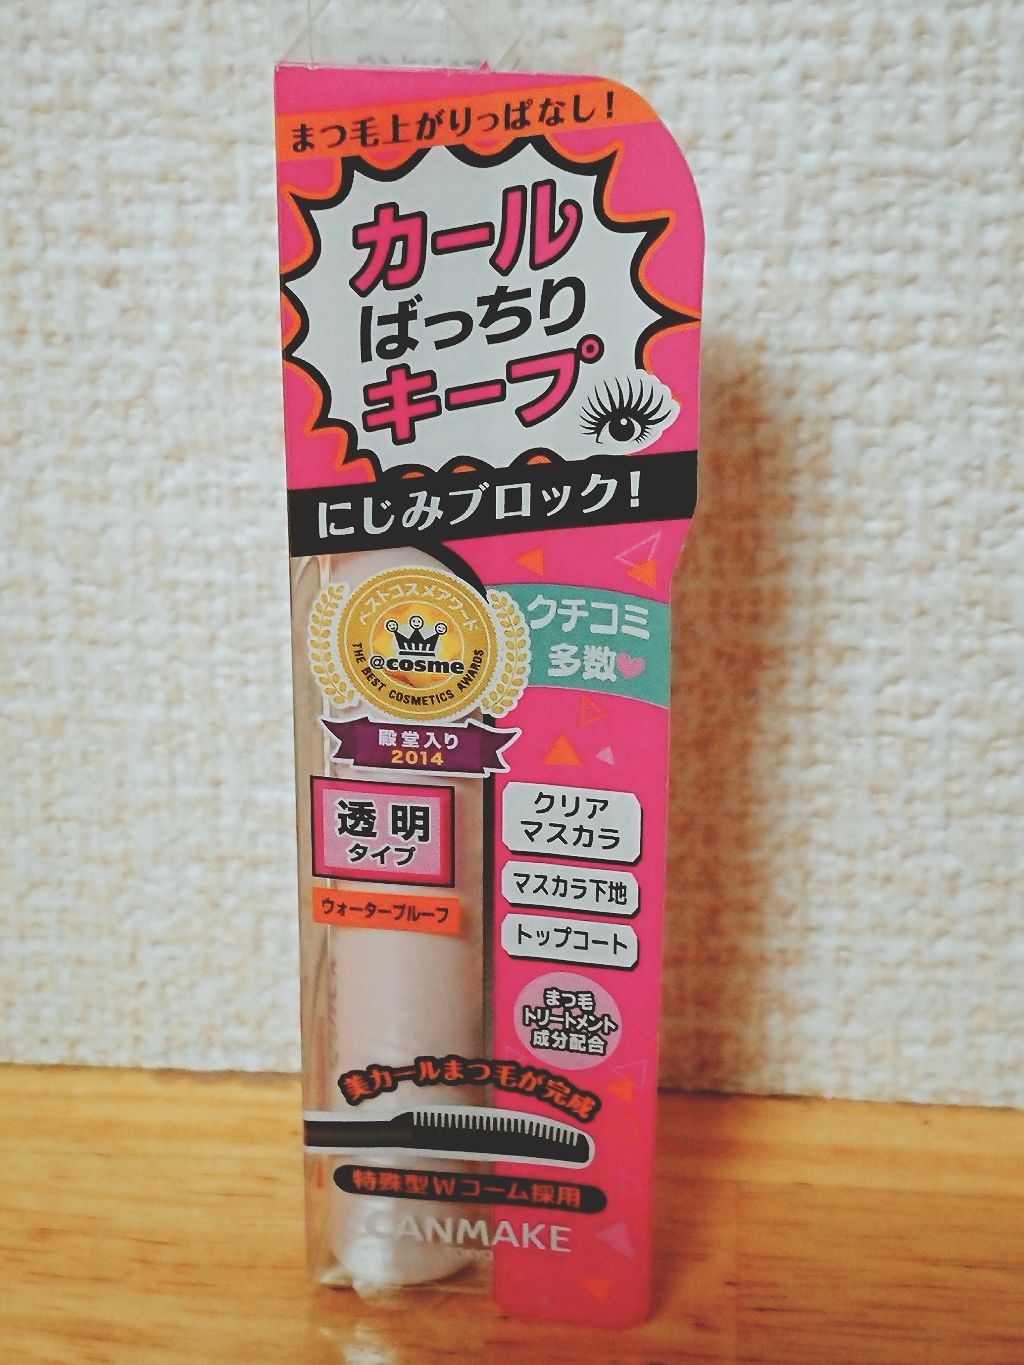 まつ毛上がりっぱなし!
カール
ばっちり
キープ
にじみブロック!
ベストコスメアワード
@cosme
THE BEST COSMETICS AWARDS
殿堂入り
2014
クチコミ
多数
透明
タイプ
ウォータープルーフ
クリア
マスカラ
マスカラ下地
トップコート
まつ毛
トリートメント
成分配合
美カールまつ毛が完成
特殊型Wコーム採用
CANMAKE
TOKYO